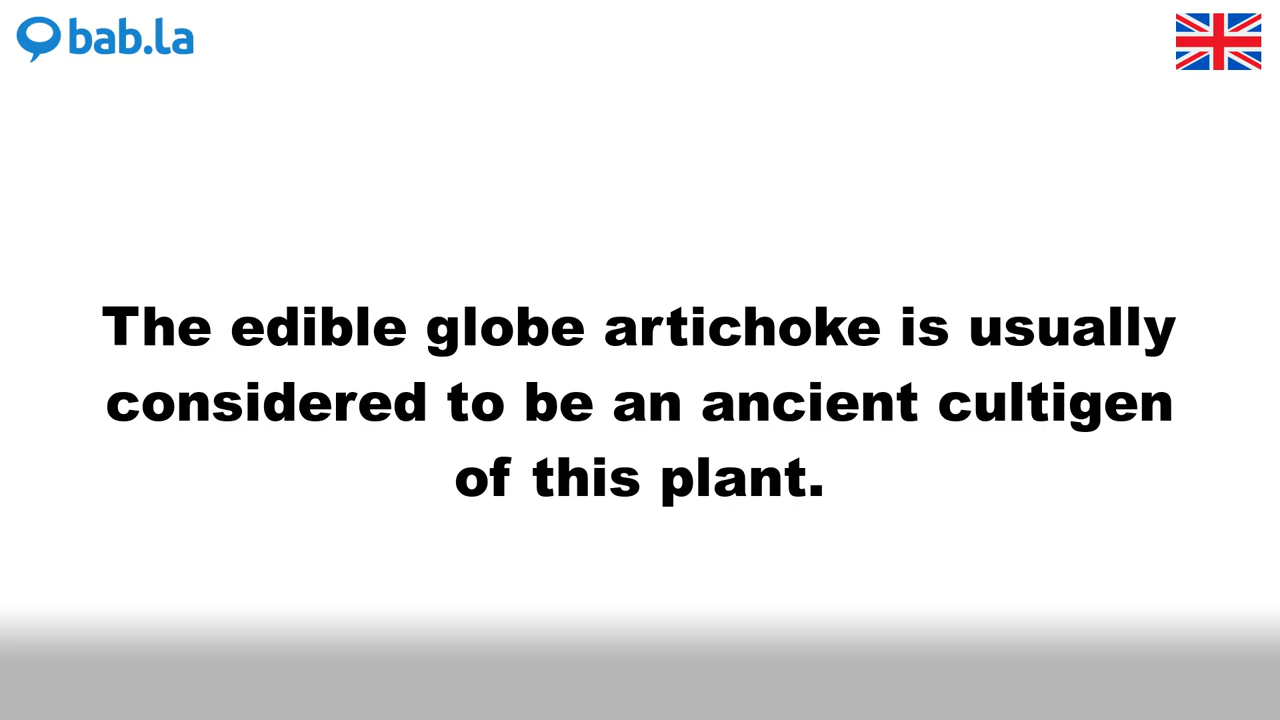 bab.la
The edible globe artichoke is usually
considered to be an ancient cultigen
of this plant.